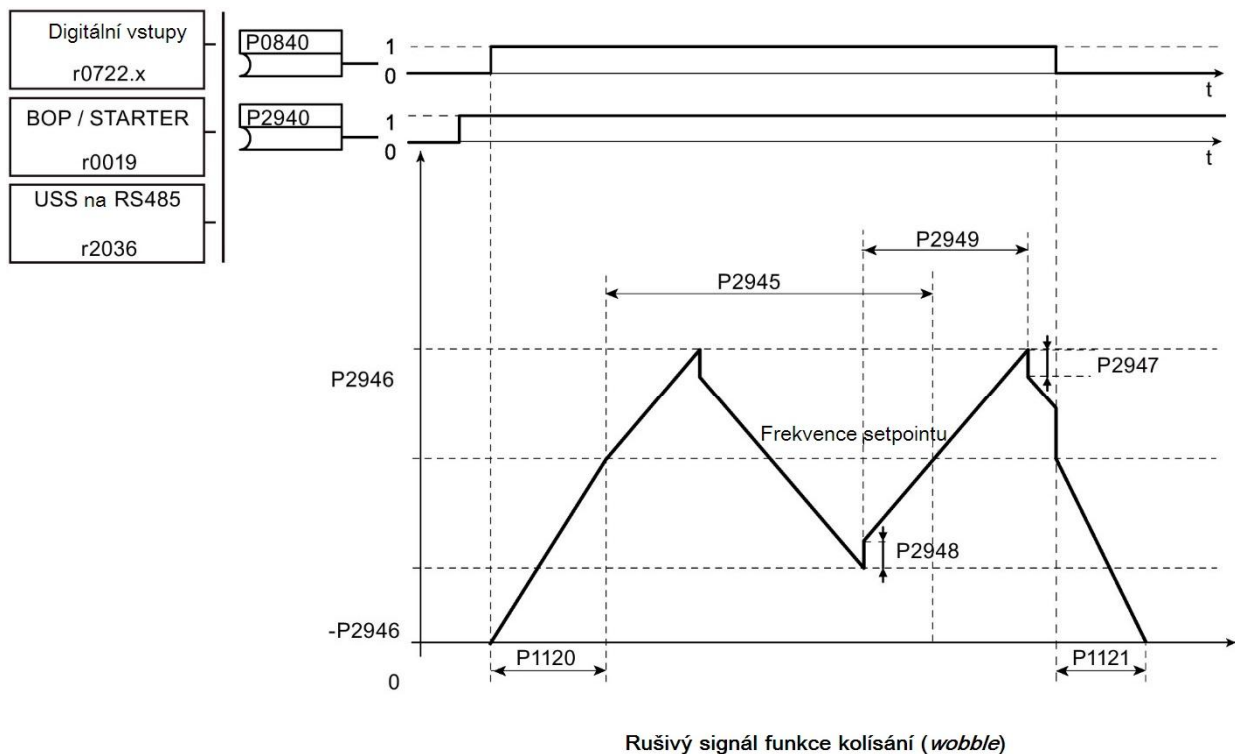 Digitální vstupy
r0722.x
BOP / STARTER
r0019
USS na RS485
r2036
P0840
1
0
t
P2940
1
0
t
P2949
P2945
P2946
P2947
Frekvence setpointu
P2948
-P2946
P1120
P1121
0
Rušivý signál funkce kolísání (wobble)